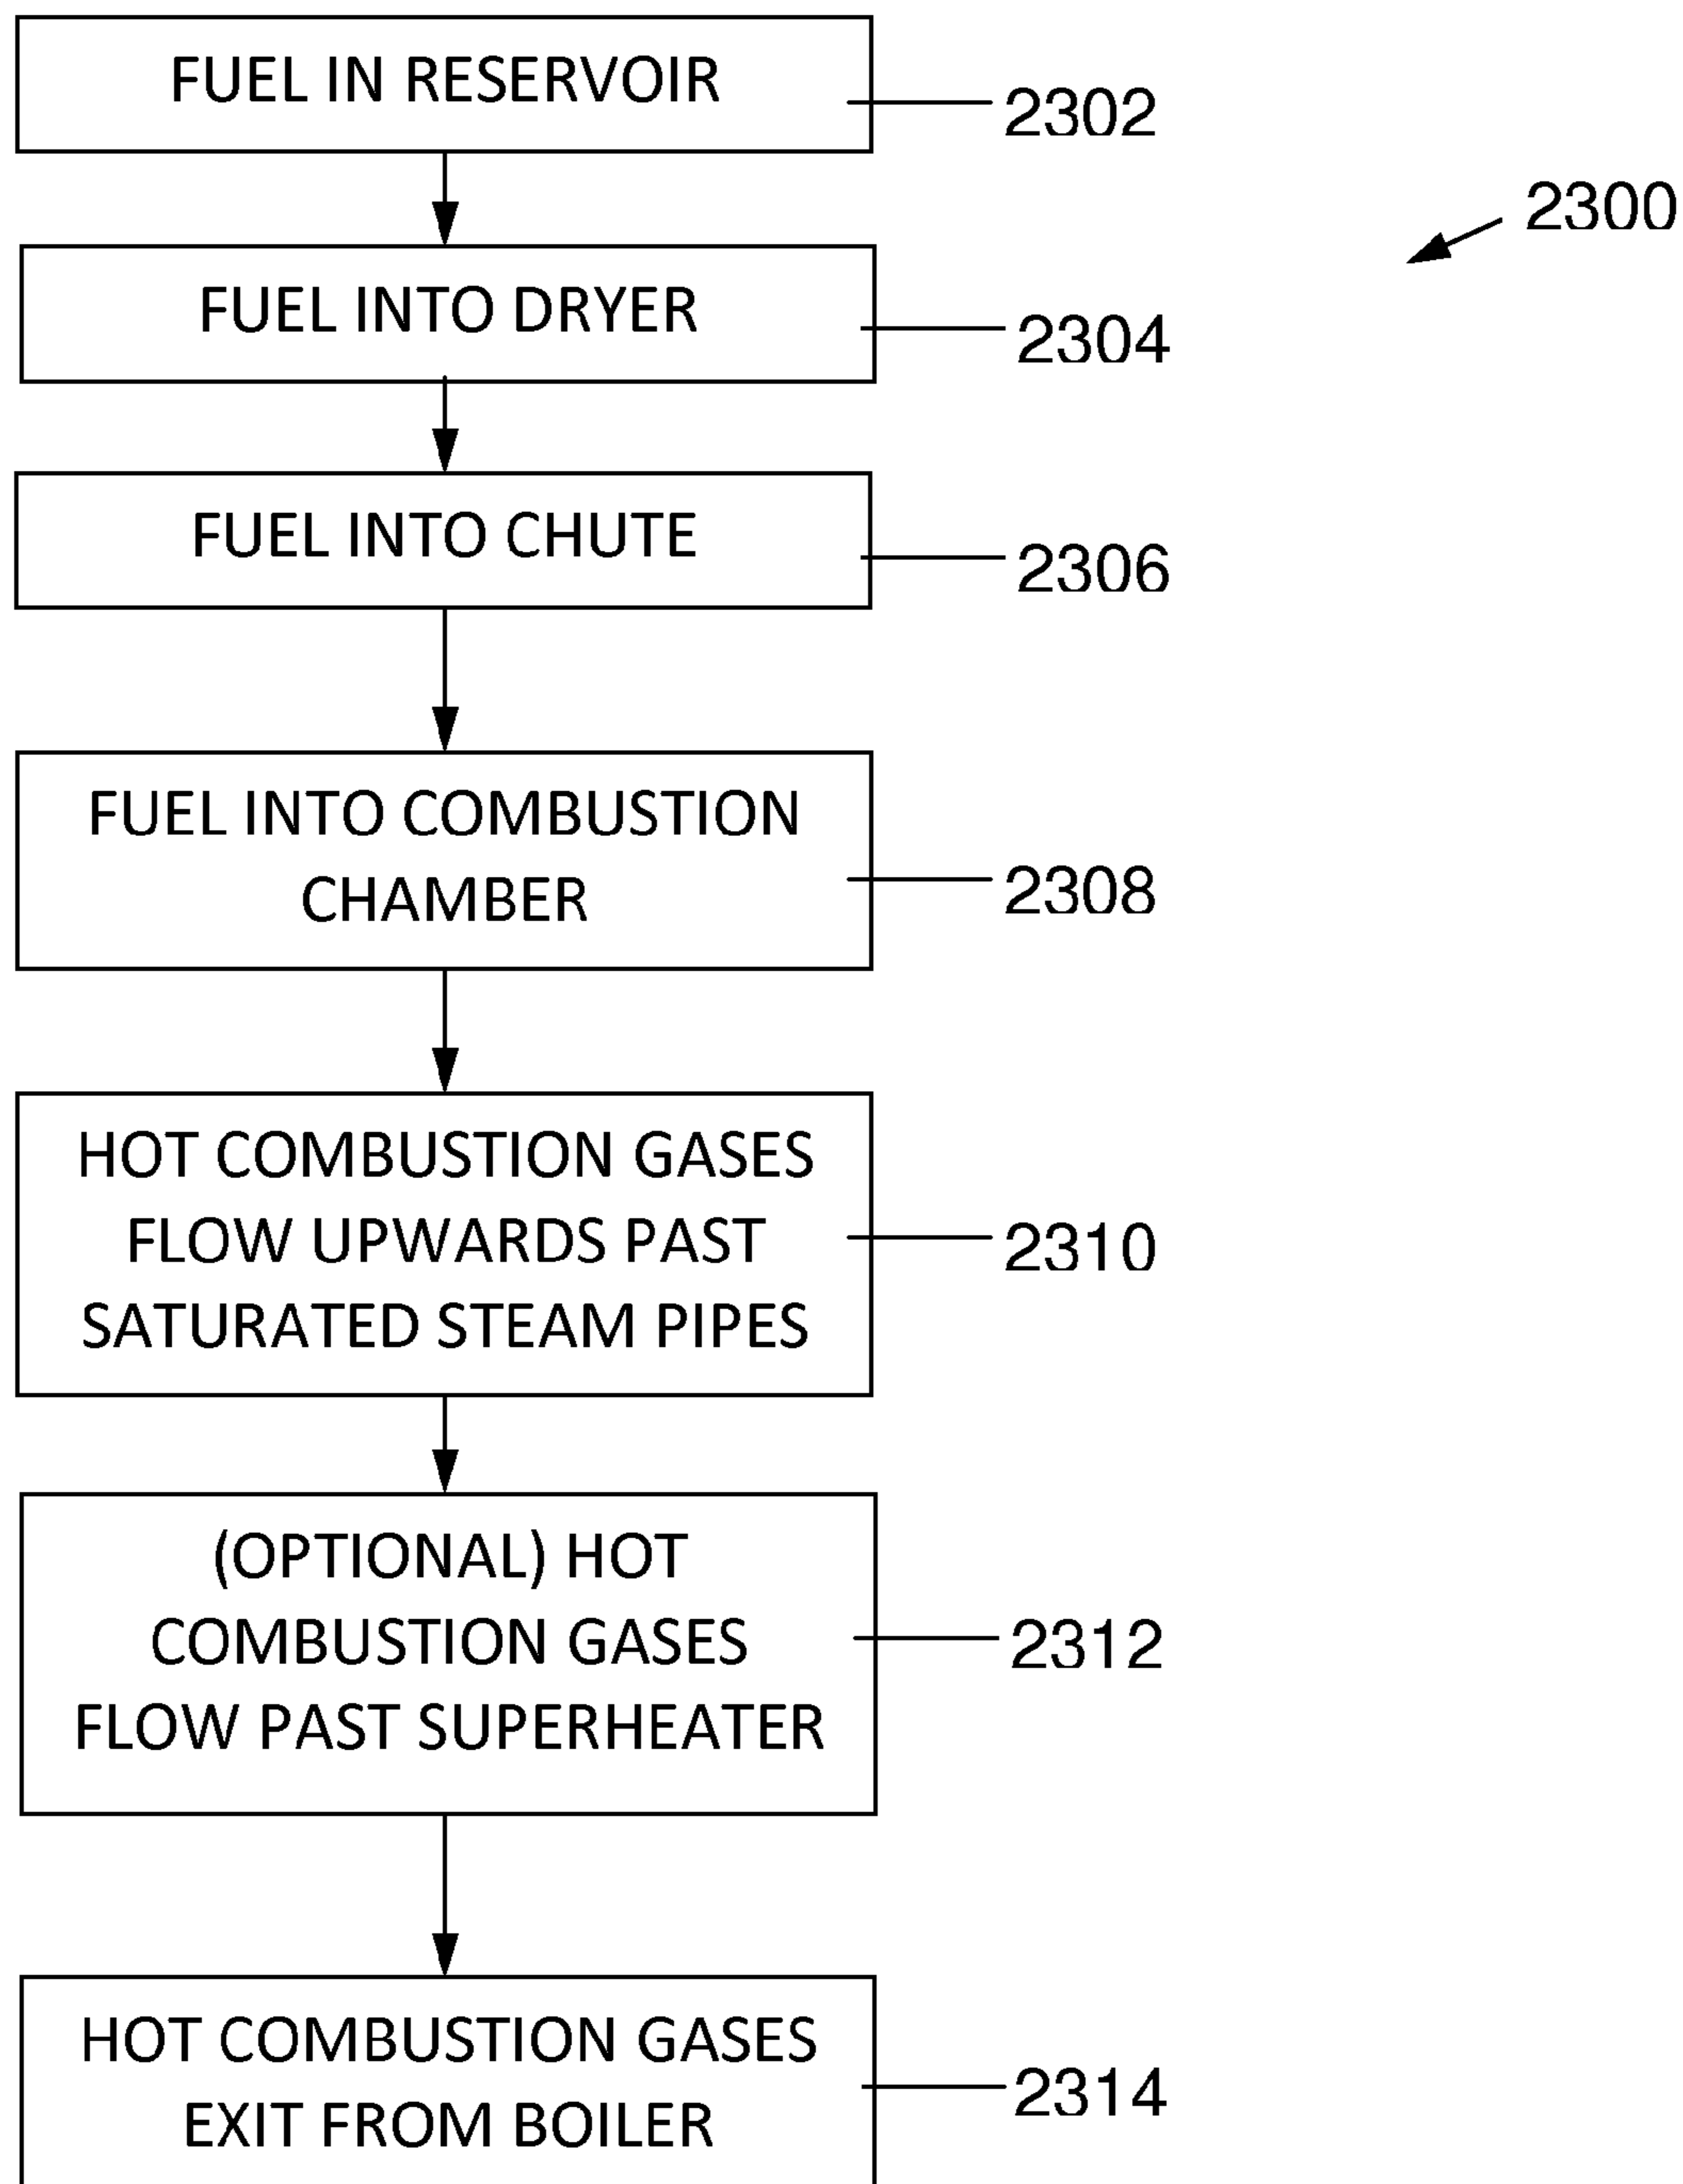 FUEL IN RESERVOIR
2302
2300
FUEL INTO DRYER
2304
FUEL INTO CHUTE
2306
FUEL INTO COMBUSTION
CHAMBER
2308
HOT COMBUSTION GASES
FLOW UPWARDS PAST
SATURATED STEAM PIPES
2310
(OPTIONAL) HOT
COMBUSTION GASES
FLOW PAST SUPERHEATER
2312
HOT COMBUSTION GASES
EXIT FROM BOILER
2314